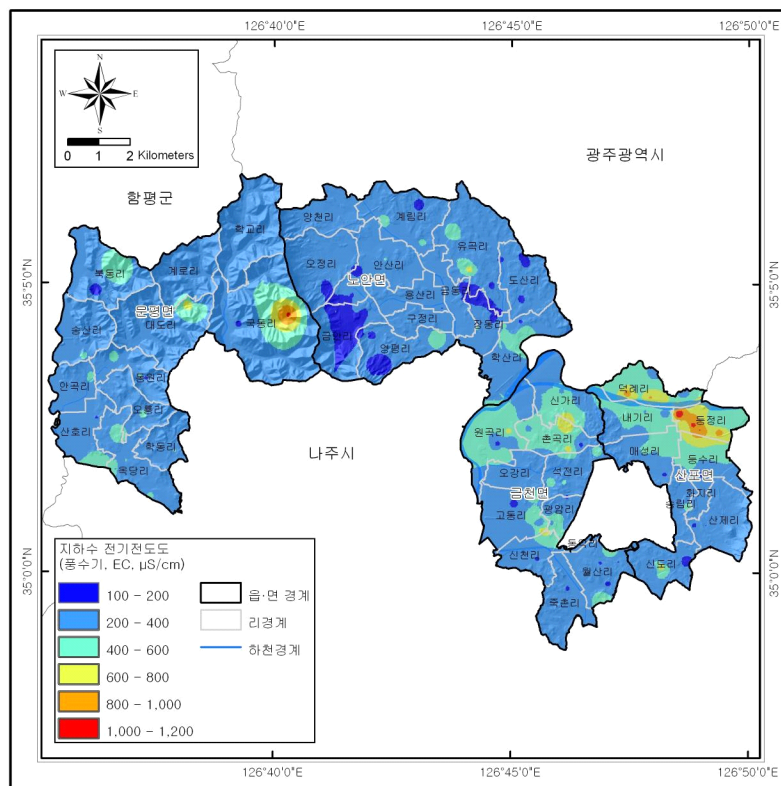 126°40'0"E 126°45'0"E 126°50'0"E
N
W E
S
0 1 2 Kilometers
광주광역시
함평군
35°5'0"N 35°5'0"N
학교리 양천리 계림리
유곡리
북동리 계로리 오정리 안산리 도산리
노안면
문평면 용산리 금동리
송산리 대도리 국동리 구정리 장동리
금안리 양평리
학산리
안곡리 동원리
덕례리
오룡리 신가리
내기리 동정리
산호리 학동리 원곡리 촌곡리
나주시
매성리 등수리
옥당리 오강리 석전리 산포면
금천면 화지리
고동리 광암리 송림리
산제리
신천리 동악리
35°0'0"N 35°0'0"N
월산리 신도리
죽촌리
지하수 전기전도도
(풍수기, EC, µS/cm)
100 - 200 읍·면 경계
200 - 400 리경계
400 - 600 하천경계
600 - 800
800 - 1,000
1,000 - 1,200
126°40'0"E 126°45'0"E 126°50'0"E